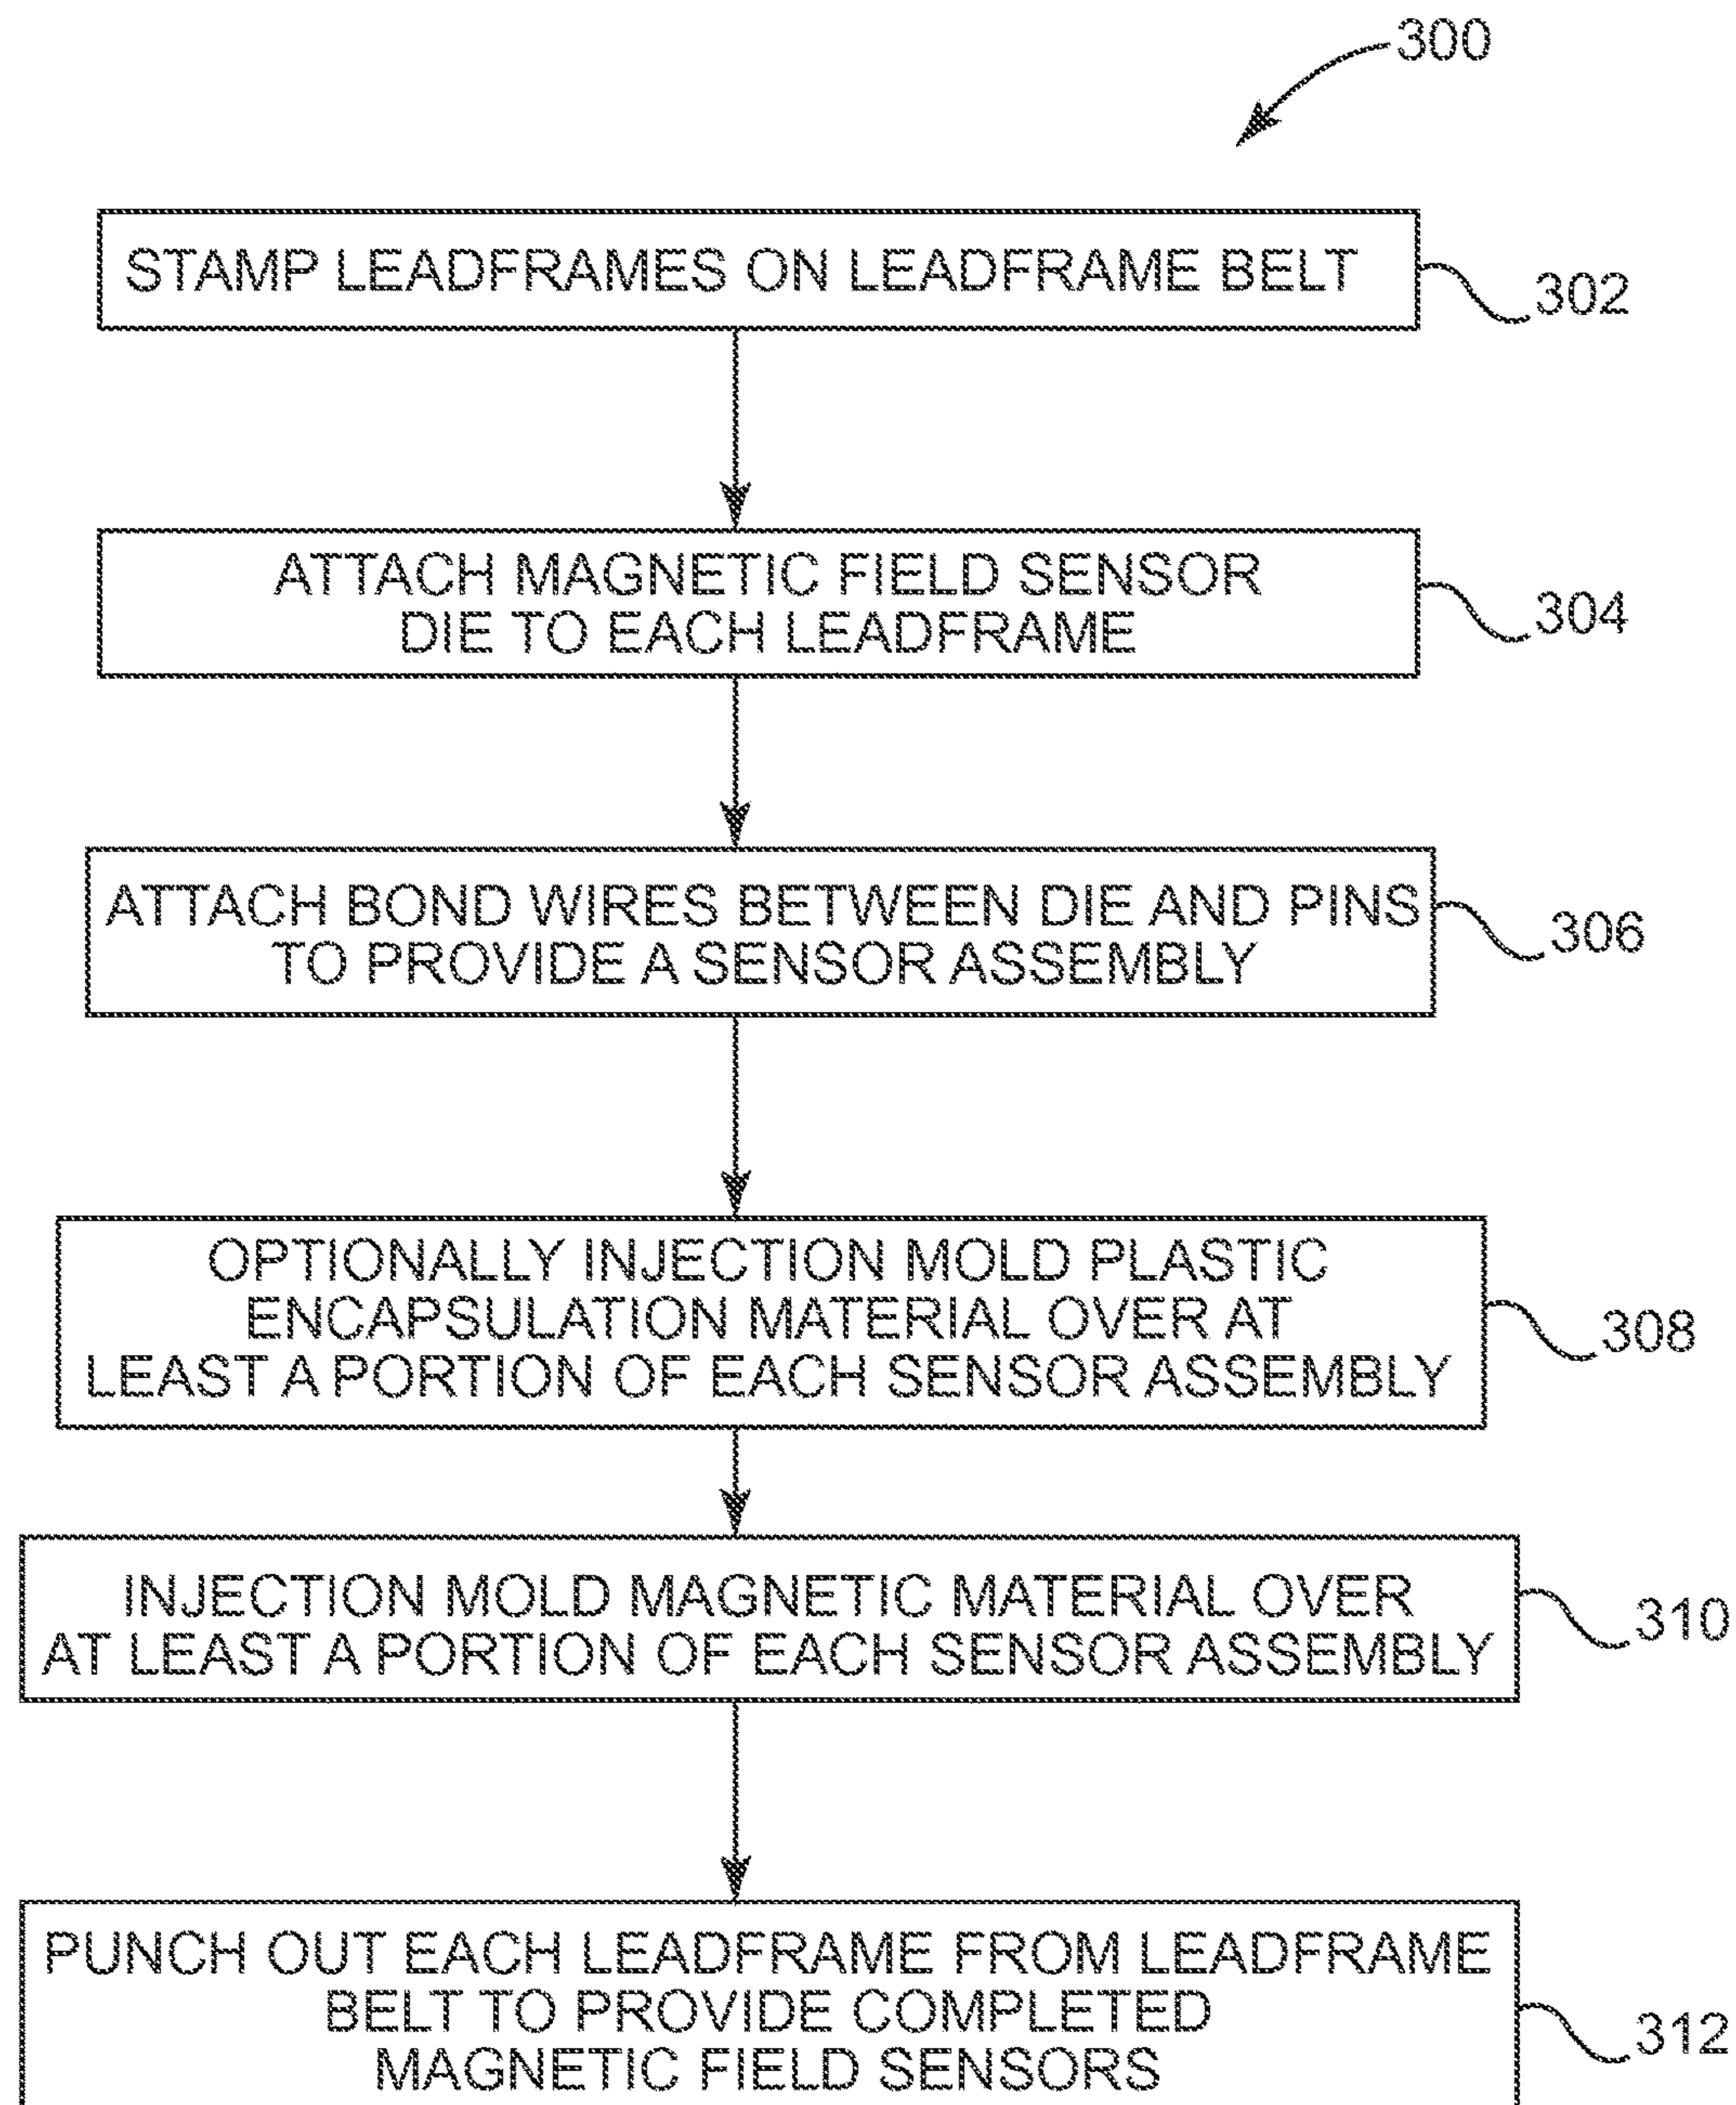 300
STAMP LEADFRAMES ON LEADFRAME BELT
302
ATTACH MAGNETIC FIELD SENSOR
DIE TO EACH LEADFRAME
304
ATTACH BOND WIRES BETWEEN DIE AND PINS
TO PROVIDE A SENSOR ASSEMBLY
306
OPTIONALLY INJECTION MOLD PLASTIC
ENCAPSULATION MATERIAL OVER AT
LEAST A PORTION OF EACH SENSOR ASSEMBLY
308
INJECTION MOLD MAGNETIC MATERIAL OVER
AT LEAST A PORTION OF EACH SENSOR ASSEMBLY
310
PUNCH OUT EACH LEADFRAME FROM LEADFRAME
BELT TO PROVIDE COMPLETED
MAGNETIC FIELD SENSORS
312